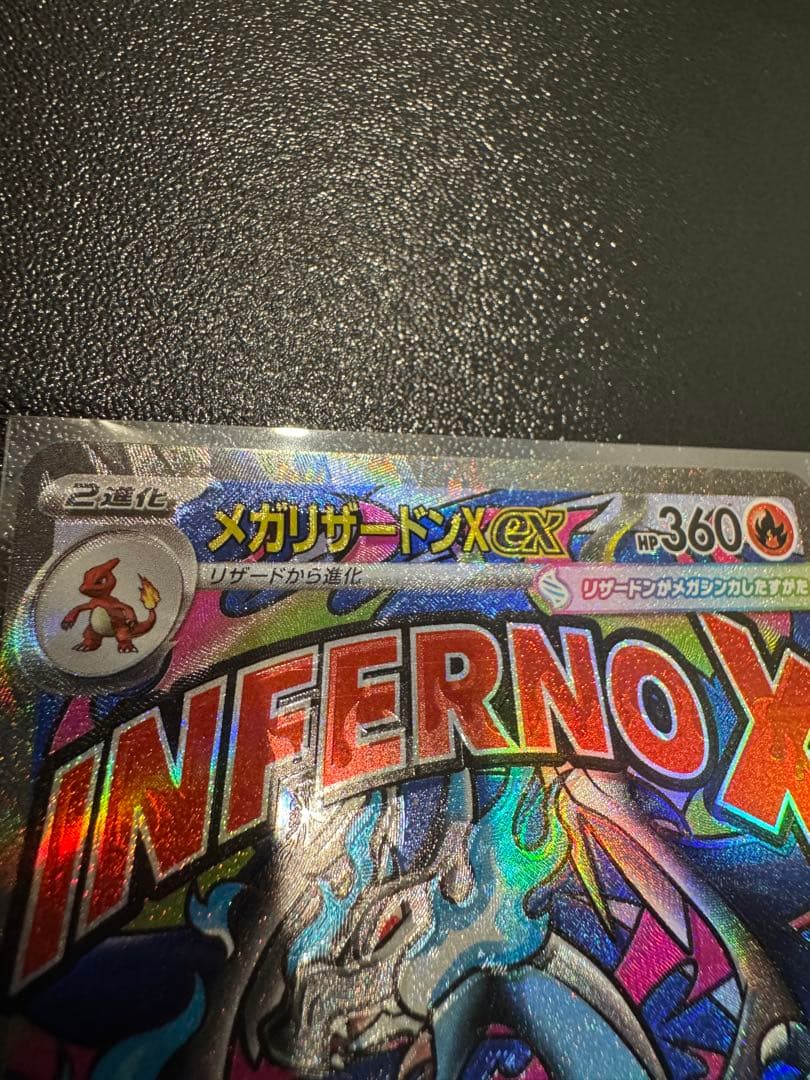 2進化
メガリザードンXex
HP360
リザードから進化
リザードンがメガシンカしたすが
INFERNO X